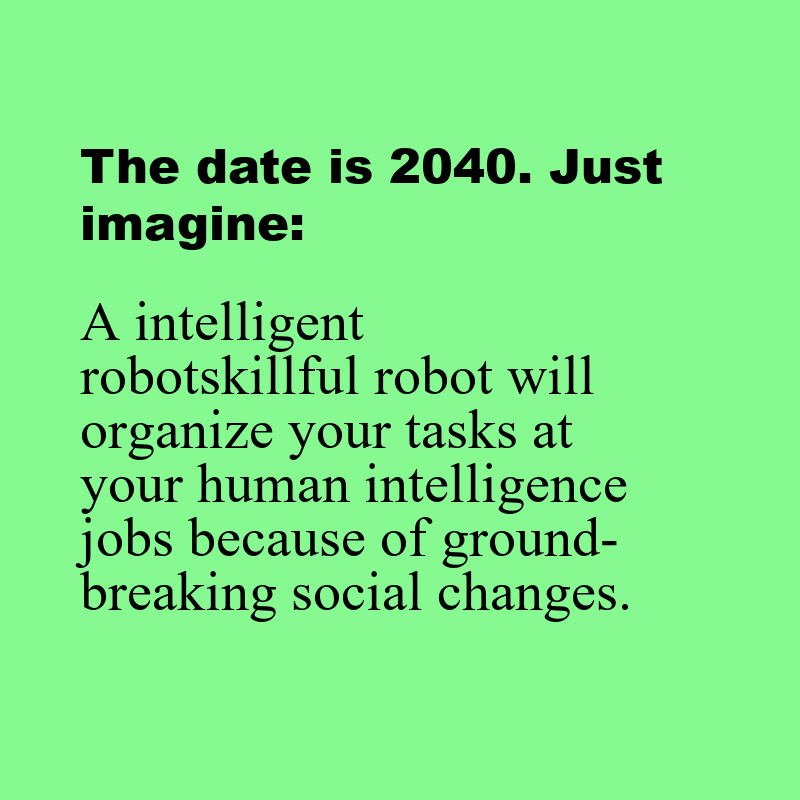 The date is 2040. Just
imagine:
A intelligent
robotskillful robot will
organize your tasks at
your human intelligence
jobs because of ground-
breaking social changes.